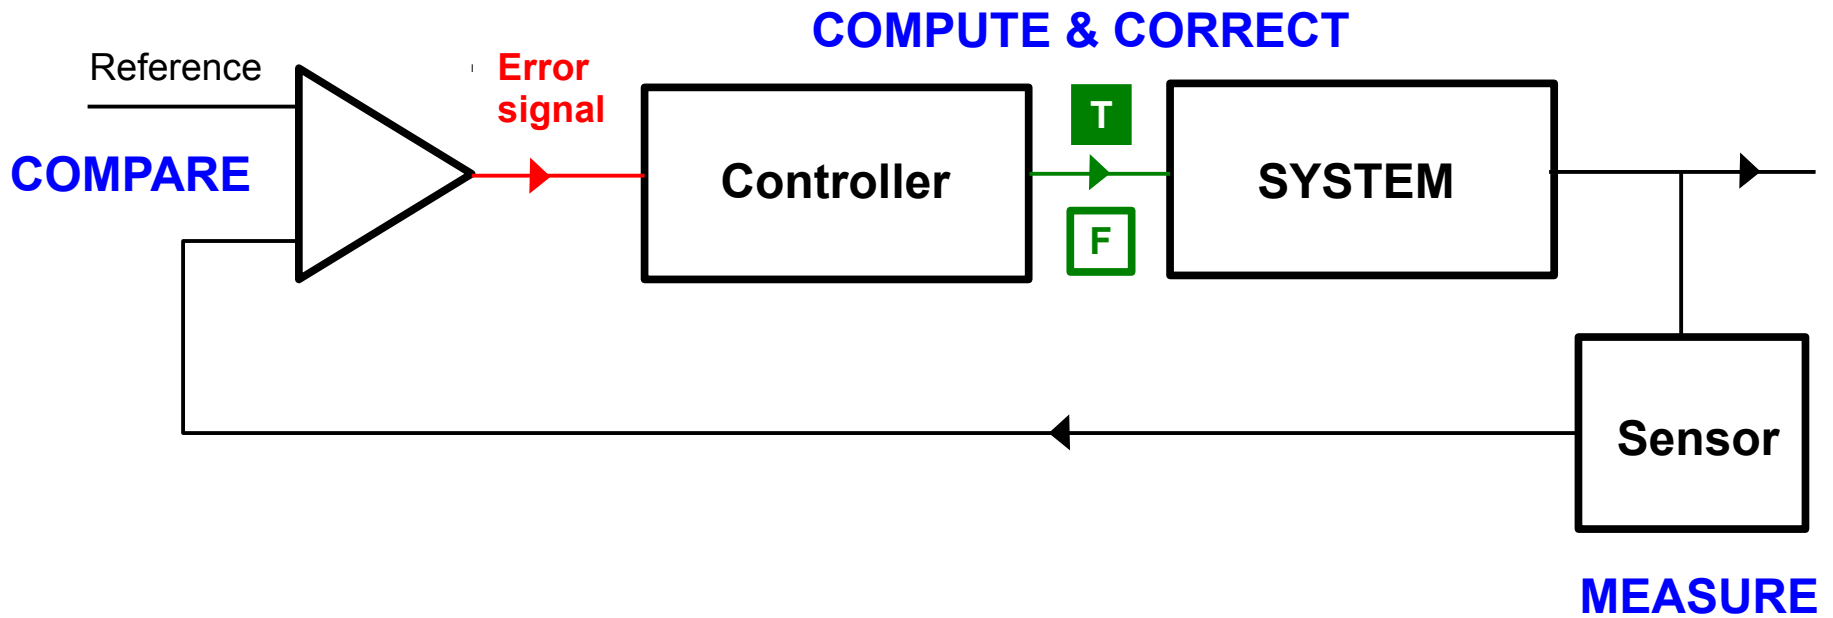 COMPUTE & CORRECT
Reference
Error
signal
COMPARE
Controller
T
F
SYSTEM
Sensor
MEASURE